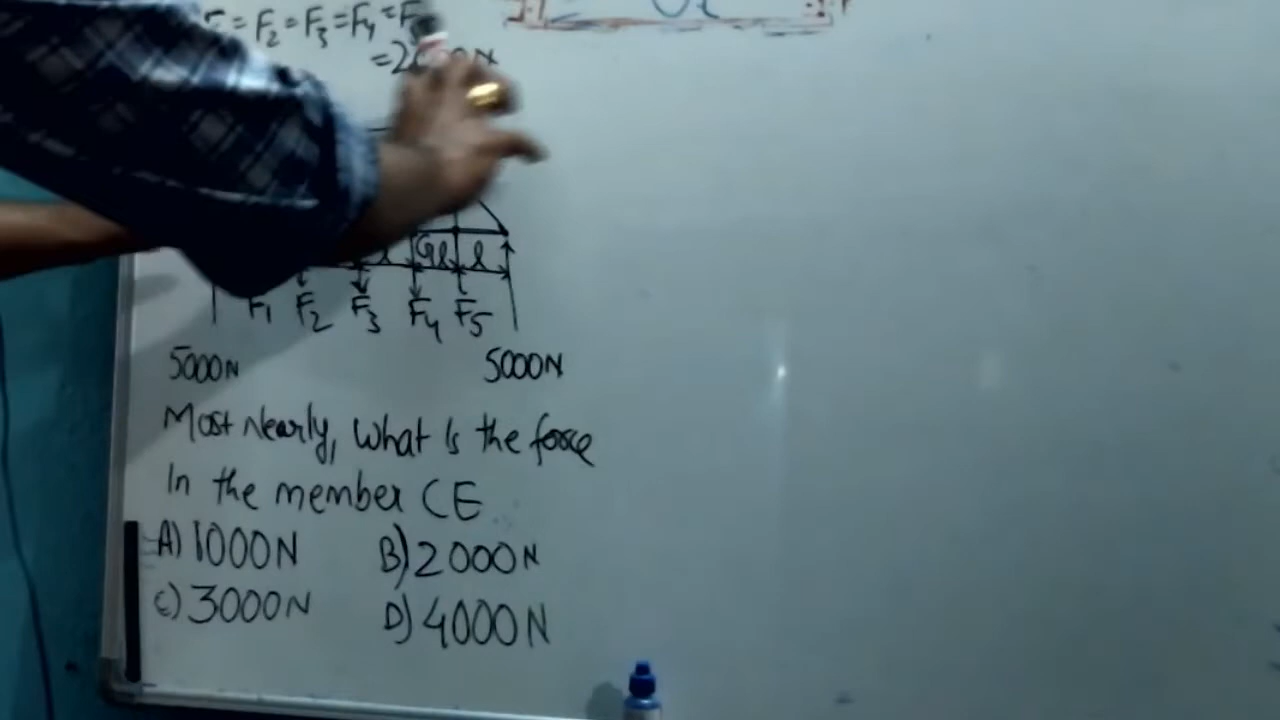 = F₂ = F₃ = F₄ =
l Gl l
F₁ F₂ F₃ F₄ F₅
5000N 5000N
Most Nearly, What Is the force
In the member CE
A) 1000N B) 2000N
C) 3000N D) 4000N